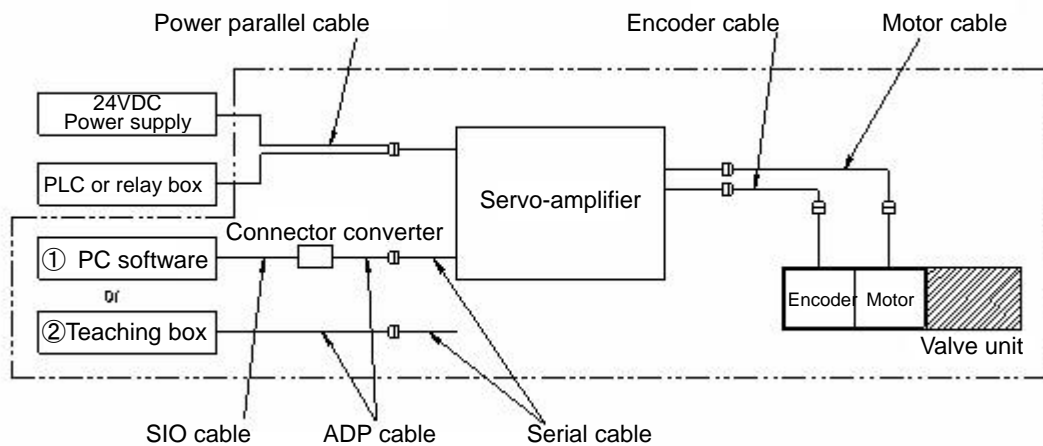 Power parallel cable
Encoder cable
Motor cable
24VDC
Power supply
PLC or relay box
Servo-amplifier
Connector converter
① PC software
or
②Teaching box
Encoder
Motor
Valve unit
SIO cable
ADP cable
Serial cable